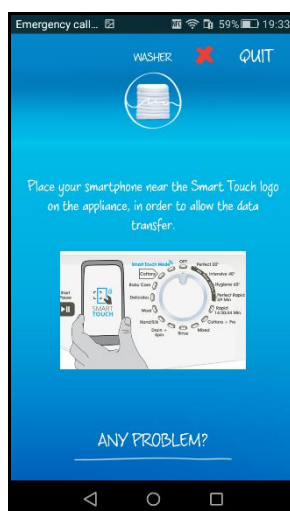 Emergency call... 59% 19:33
WASHER QUIT
Place your smartphone near the Smart Touch logo
on the appliance, in order to allow the data
transfer.
Smart Touch Mode
OFF
Perfect 20°
Cottons
Intensive 40°
Baby Care
Hygiene 60°
Delicates
Perfect Rapid
59 Min
Wool
Rapid
14.30.44 Min
Hand/Silk
Cottons + Pre
Drain +
Spin
Rinse
Mixed
Start
Pause
SMART
TOUCH
ANY PROBLEM?